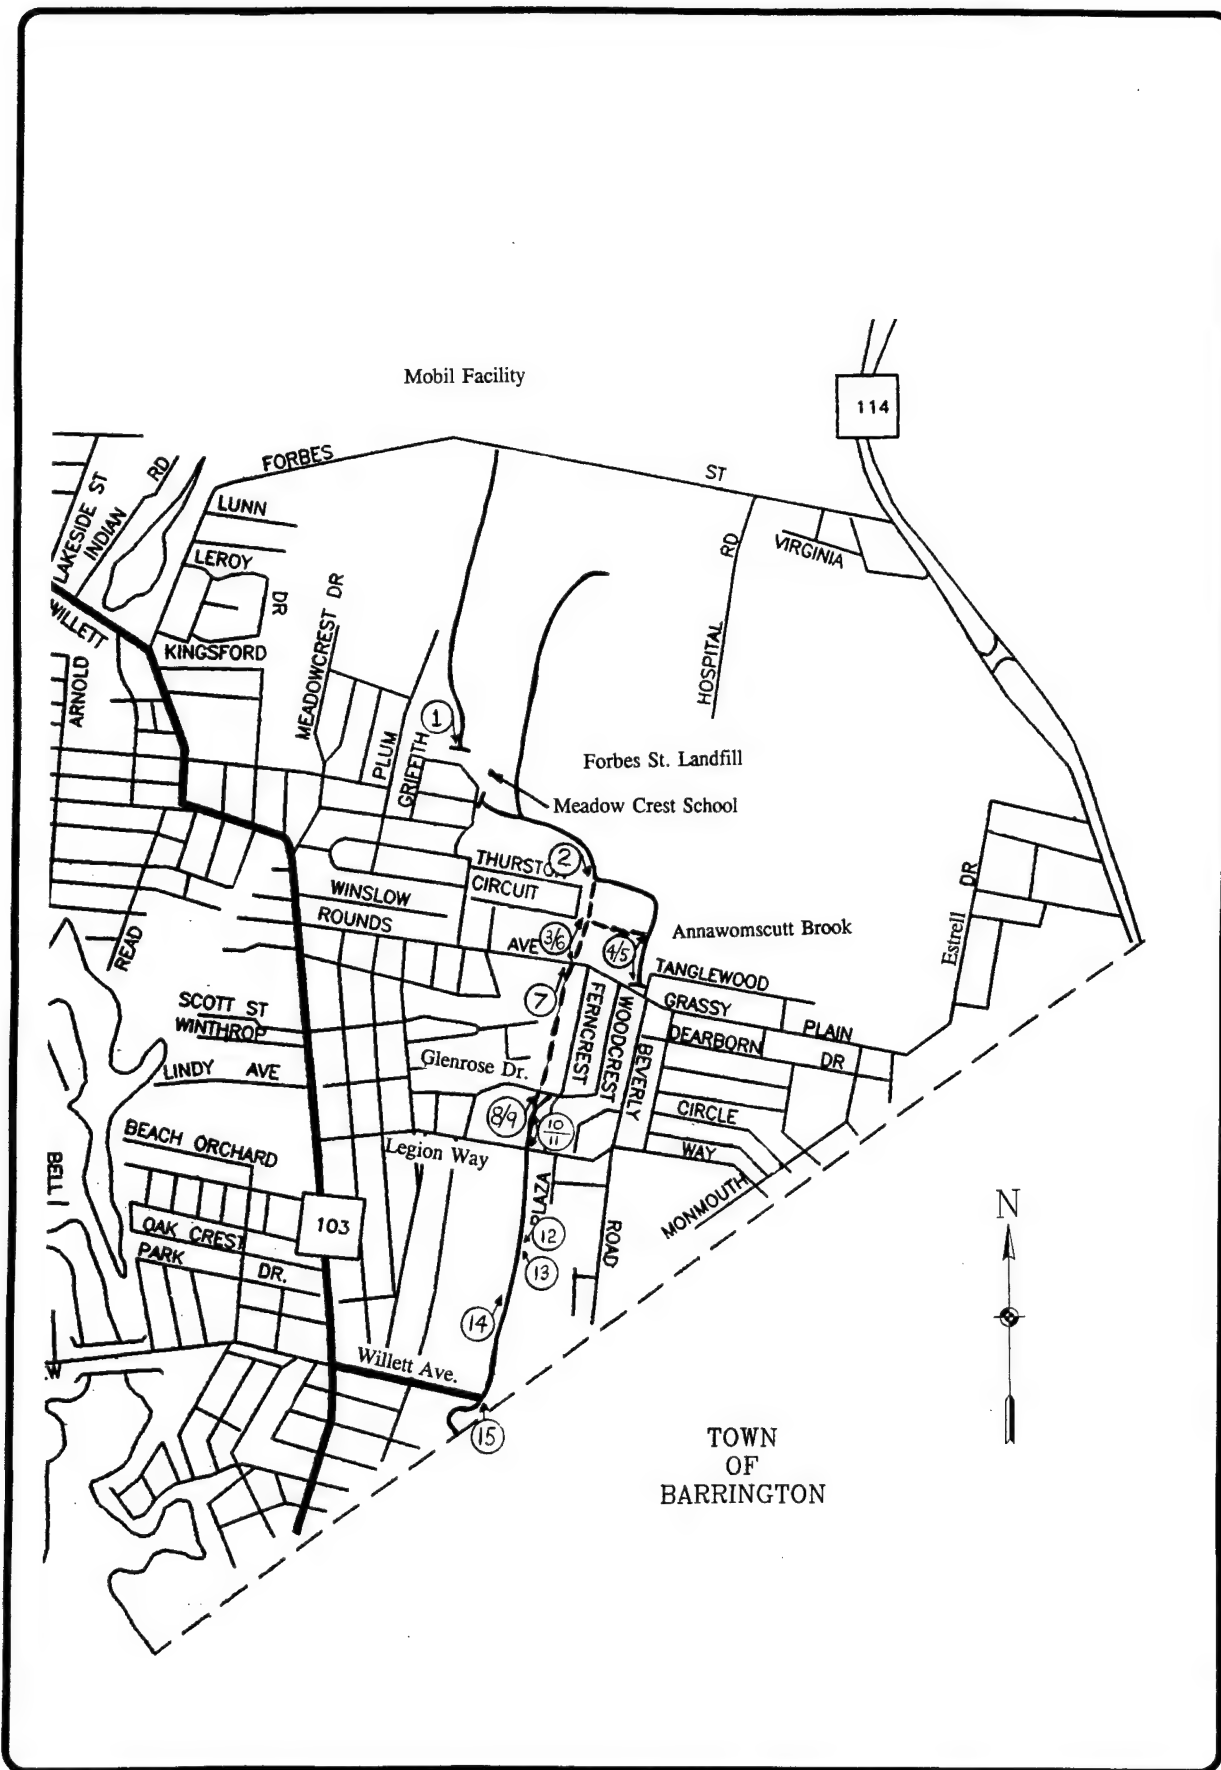 Mobil Facility
114
FORBES
ST
LAKESIDE ST
INDIAN
RD
LUNN
LEROY
DR
VIRGINIA
HOSPITAL
RD
WILLETT
KINGSFORD
ARNOLD
MEADOWCREST DR
PLUM
GRIFFITH
1
Forbes St. Landfill
Meadow Crest School
2
THURSTON
CIRCUIT
WINSLOW
ROUNDS
AVE
3/6
4/5
Annawomscutt Brook
DR
Estrell
READ
TANGLEWOOD
7
SCOTT ST
WINTHROP
FERNCREST
WOODCREST
GRASSY
PLAIN
DEARBORN
DR
BEVERLY
LINDY AVE
Glenrose Dr.
8/9
10
11
CIRCLE
WAY
BEACH ORCHARD
Legion Way
MONMOUTH
PLAZA
103
OAK CREST
PARK
DR.
12
13
ROAD
N
14
Willett Ave.
W
15
TOWN
OF
BARRINGTON